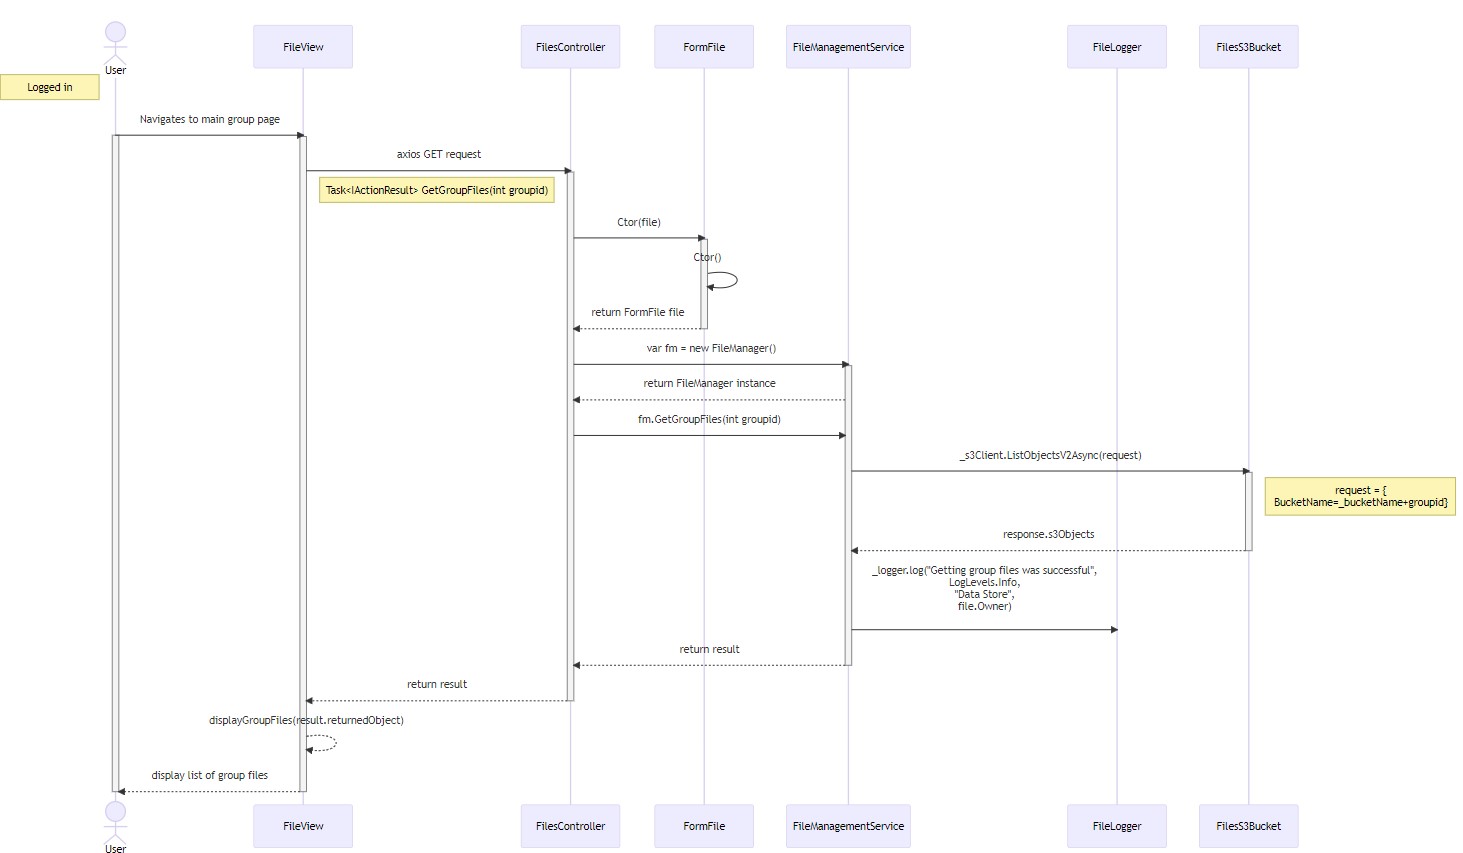 FileView
FilesController
FormFile
FileManagementService
FileLogger
FilesS3Bucket
User
Logged in
Navigates to main group page
axios GET request
Task<IActionResult> GetGroupFiles(int groupid)
Ctor(file)
Ctor()
return FormFile file
var fm = new FileManager()
return FileManager instance
fm.GetGroupFiles(int groupid)
_s3Client.ListObjectsV2Async(request)
request = {
BucketName=_bucketName+groupid}
response.s3Objects
_logger.log("Getting group files was successful",
LogLevels.Info,
"Data Store",
file.Owner)
return result
return result
displayGroupFiles(result.returnedObject)
display list of group files
FileView
FilesController
FormFile
FileManagementService
FileLogger
FilesS3Bucket
User